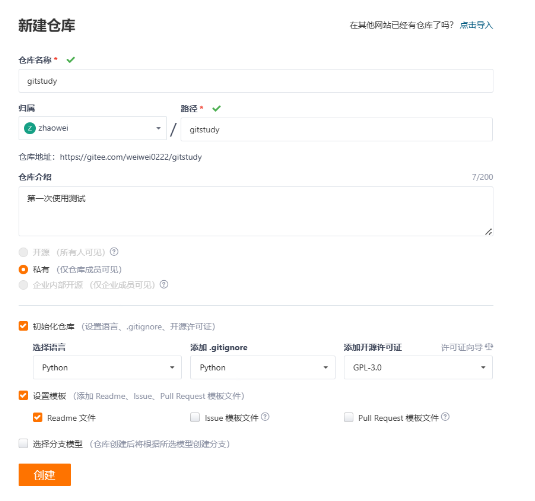 新建仓库
在其他网站已经有仓库了吗？ 点击导入
仓库名称 *
gitstudy
归属
路径 *
Z zhaowei
/
gitstudy
仓库地址：https://gitee.com/weiwei0222/gitstudy
仓库介绍
7/200
第一次使用测试
开源 （所有人可见） ?
私有 （仅仓库成员可见）
企业内部开源 （仅企业成员可见） ?
初始化仓库 （设置语言、.gitignore、开源许可证）
选择语言
添加 .gitignore
添加开源许可证
许可证向导
Python
Python
GPL-3.0
设置模板 （添加 Readme、Issue、Pull Request 模板文件）
Readme 文件
Issue 模板文件 ?
Pull Request 模板文件 ?
选择分支模型 （仓库创建后将根据所选模型创建分支）
创建